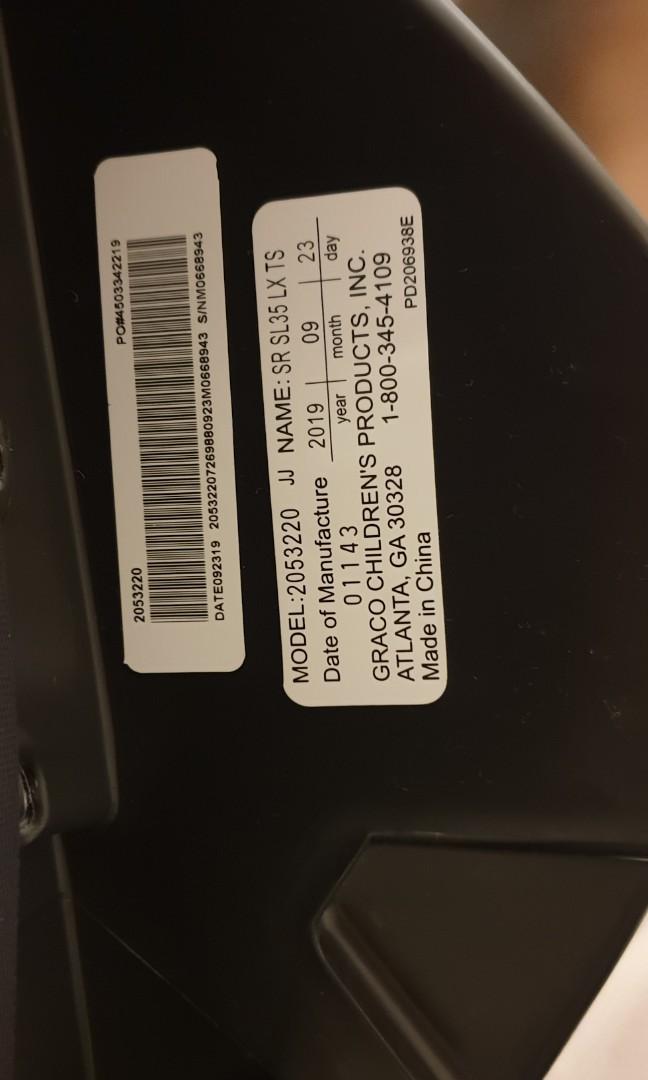 PO#4503342219
2053220
DATE092319 20532207269880923M0668943 S/NM0668943
MODEL:2053220 JJ NAME: SR SL35 LX TS
Date of Manufacture 2019 | 09 | 23
year | month | day
01143
GRACO CHILDREN'S PRODUCTS, INC.
ATLANTA, GA 30328 1-800-345-4109
Made in China PD206938E